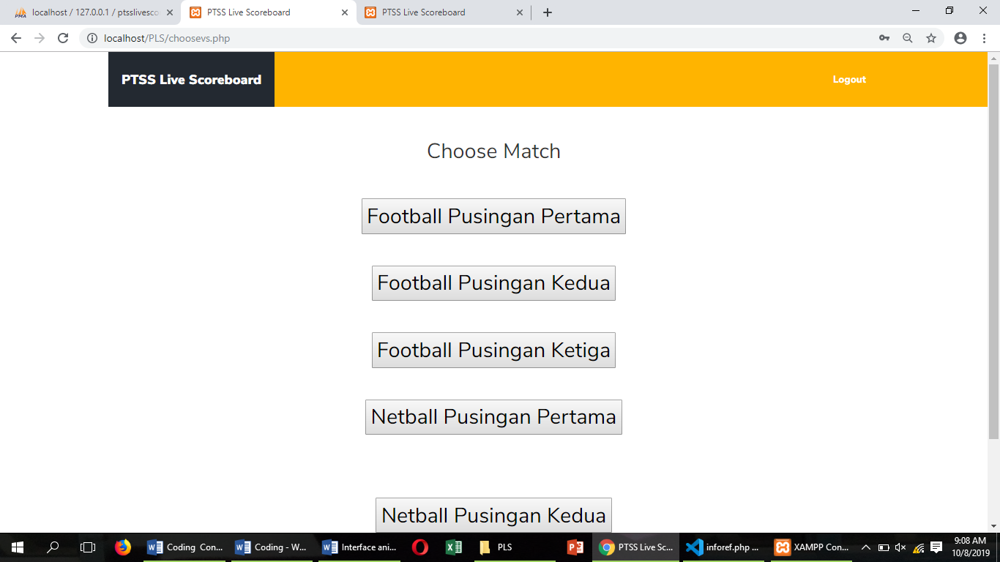 localhost / 127.0.0.1 / ptsslivesco
PTSS Live Scoreboard
PTSS Live Scoreboard
localhost/PLS/choosevs.php
PTSS Live Scoreboard
Logout
Choose Match
Football Pusingan Pertama
Football Pusingan Kedua
Football Pusingan Ketiga
Netball Pusingan Pertama
Netball Pusingan Kedua
Coding Con...
Coding - W...
Interface ani...
PLS
PTSS Live Sc...
inforef.php ...
XAMPP Con...
9:08 AM
10/8/2019